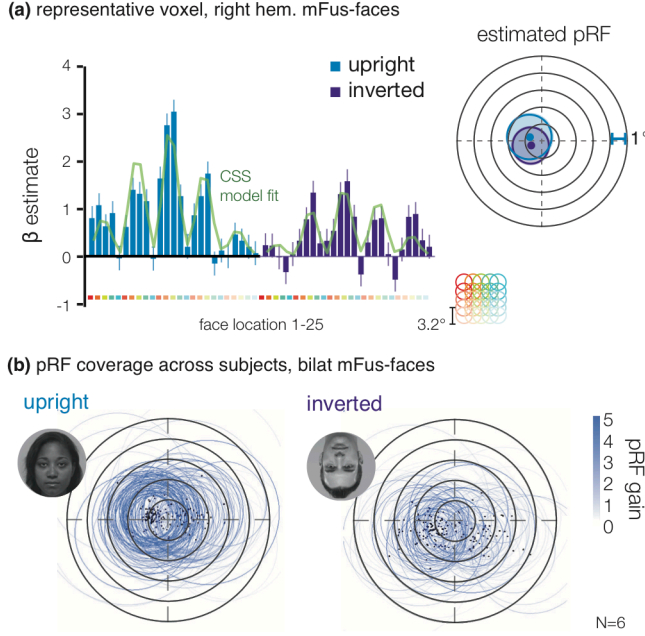 (a) representative voxel, right hem. mFus-faces
estimated pRF
4
3
2
1
0
-1
β estimate
upright
inverted
CSS
model fit
1°
face location 1-25
3.2°
(b) pRF coverage across subjects, bilat mFus-faces
upright
inverted
5
4
3
2
1
0
pRF gain
N=6